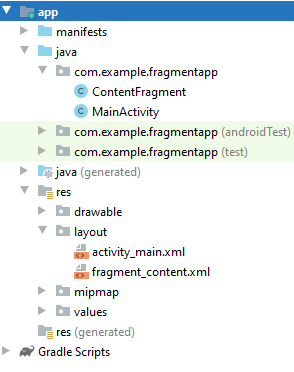 app
manifests
java
com.example.fragmentapp
ContentFragment
MainActivity
com.example.fragmentapp (androidTest)
com.example.fragmentapp (test)
java (generated)
res
drawable
layout
activity_main.xml
fragment_content.xml
mipmap
values
res (generated)
Gradle Scripts